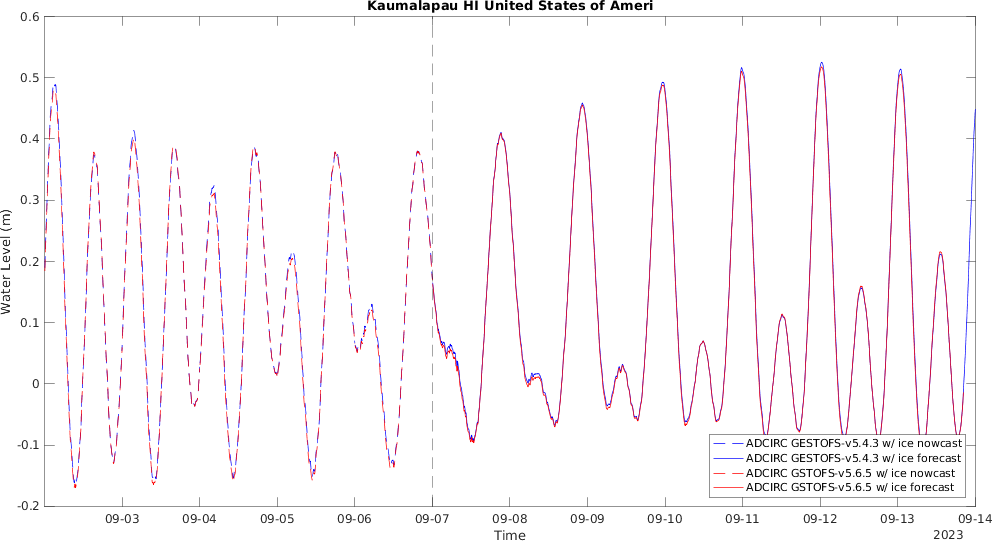 Kaumalapau HI United States of Ameri
0.6
0.5
0.4
0.3
0.2
0.1
0
-0.1
-0.2
Water Level (m)
ADCIRC GESTOFS-v5.4.3 w/ ice nowcast
ADCIRC GESTOFS-v5.4.3 w/ ice forecast
ADCIRC GSTOFS-v5.6.5 w/ ice nowcast
ADCIRC GSTOFS-v5.6.5 w/ ice forecast
09-03 09-04 09-05 09-06 09-07 09-08 09-09 09-10 09-11 09-12 09-13 09-14
Time
2023